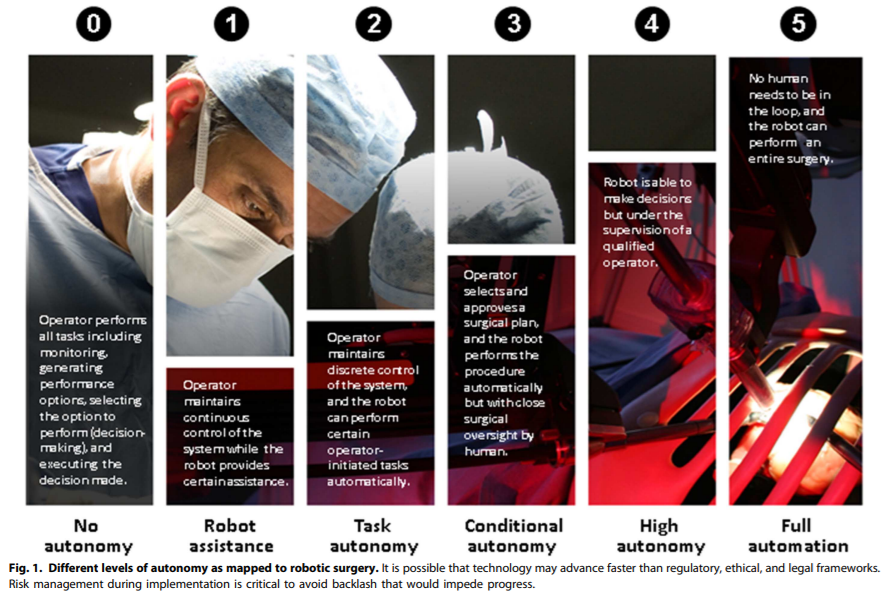 0 1 2 3 4 5
Operator performs
all tasks including
monitoring,
generating
performance
options, selecting
the option to
perform (decision-
making), and
executing the
decision made.
Operator
maintains
continuous
control of the
system while the
robot provides
certain assistance.
Operator
maintains
discrete control
of the system,
and the robot
can perform
certain
operator-
initiated tasks
automatically.
Operator
selects and
approves a
surgical plan,
and the robot
performs the
procedure
automatically
but with close
surgical
oversight by
human.
Robot is able to
make decisions
but under the
supervision of a
qualified
operator.
No human
needs to be in
the loop, and
the robot can
perform an
entire surgery.
No
autonomy
Robot
assistance
Task
autonomy
Conditional
autonomy
High
autonomy
Full
automation
Fig. 1. Different levels of autonomy as mapped to robotic surgery. It is possible that technology may advance faster than regulatory, ethical, and legal frameworks.
Risk management during implementation is critical to avoid backlash that would impede progress.